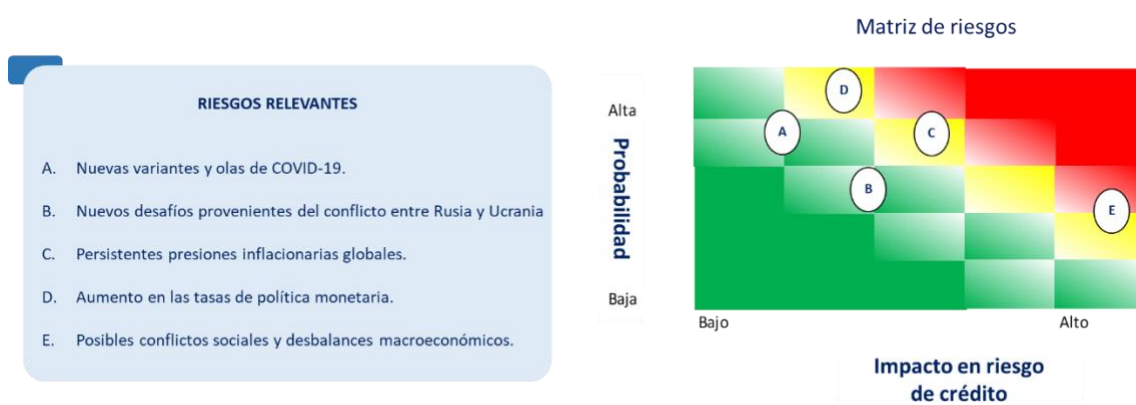 RIESGOS RELEVANTES
A. Nuevas variantes y olas de COVID-19.
B. Nuevos desafíos provenientes del conflicto entre Rusia y Ucrania
C. Persistentes presiones inflacionarias globales.
D. Aumento en las tasas de política monetaria.
E. Posibles conflictos sociales y desbalances macroeconómicos.
Matriz de riesgos
Alta
Probabilidad
Baja
D
A
C
B
E
Bajo
Alto
Impacto en riesgo
de crédito